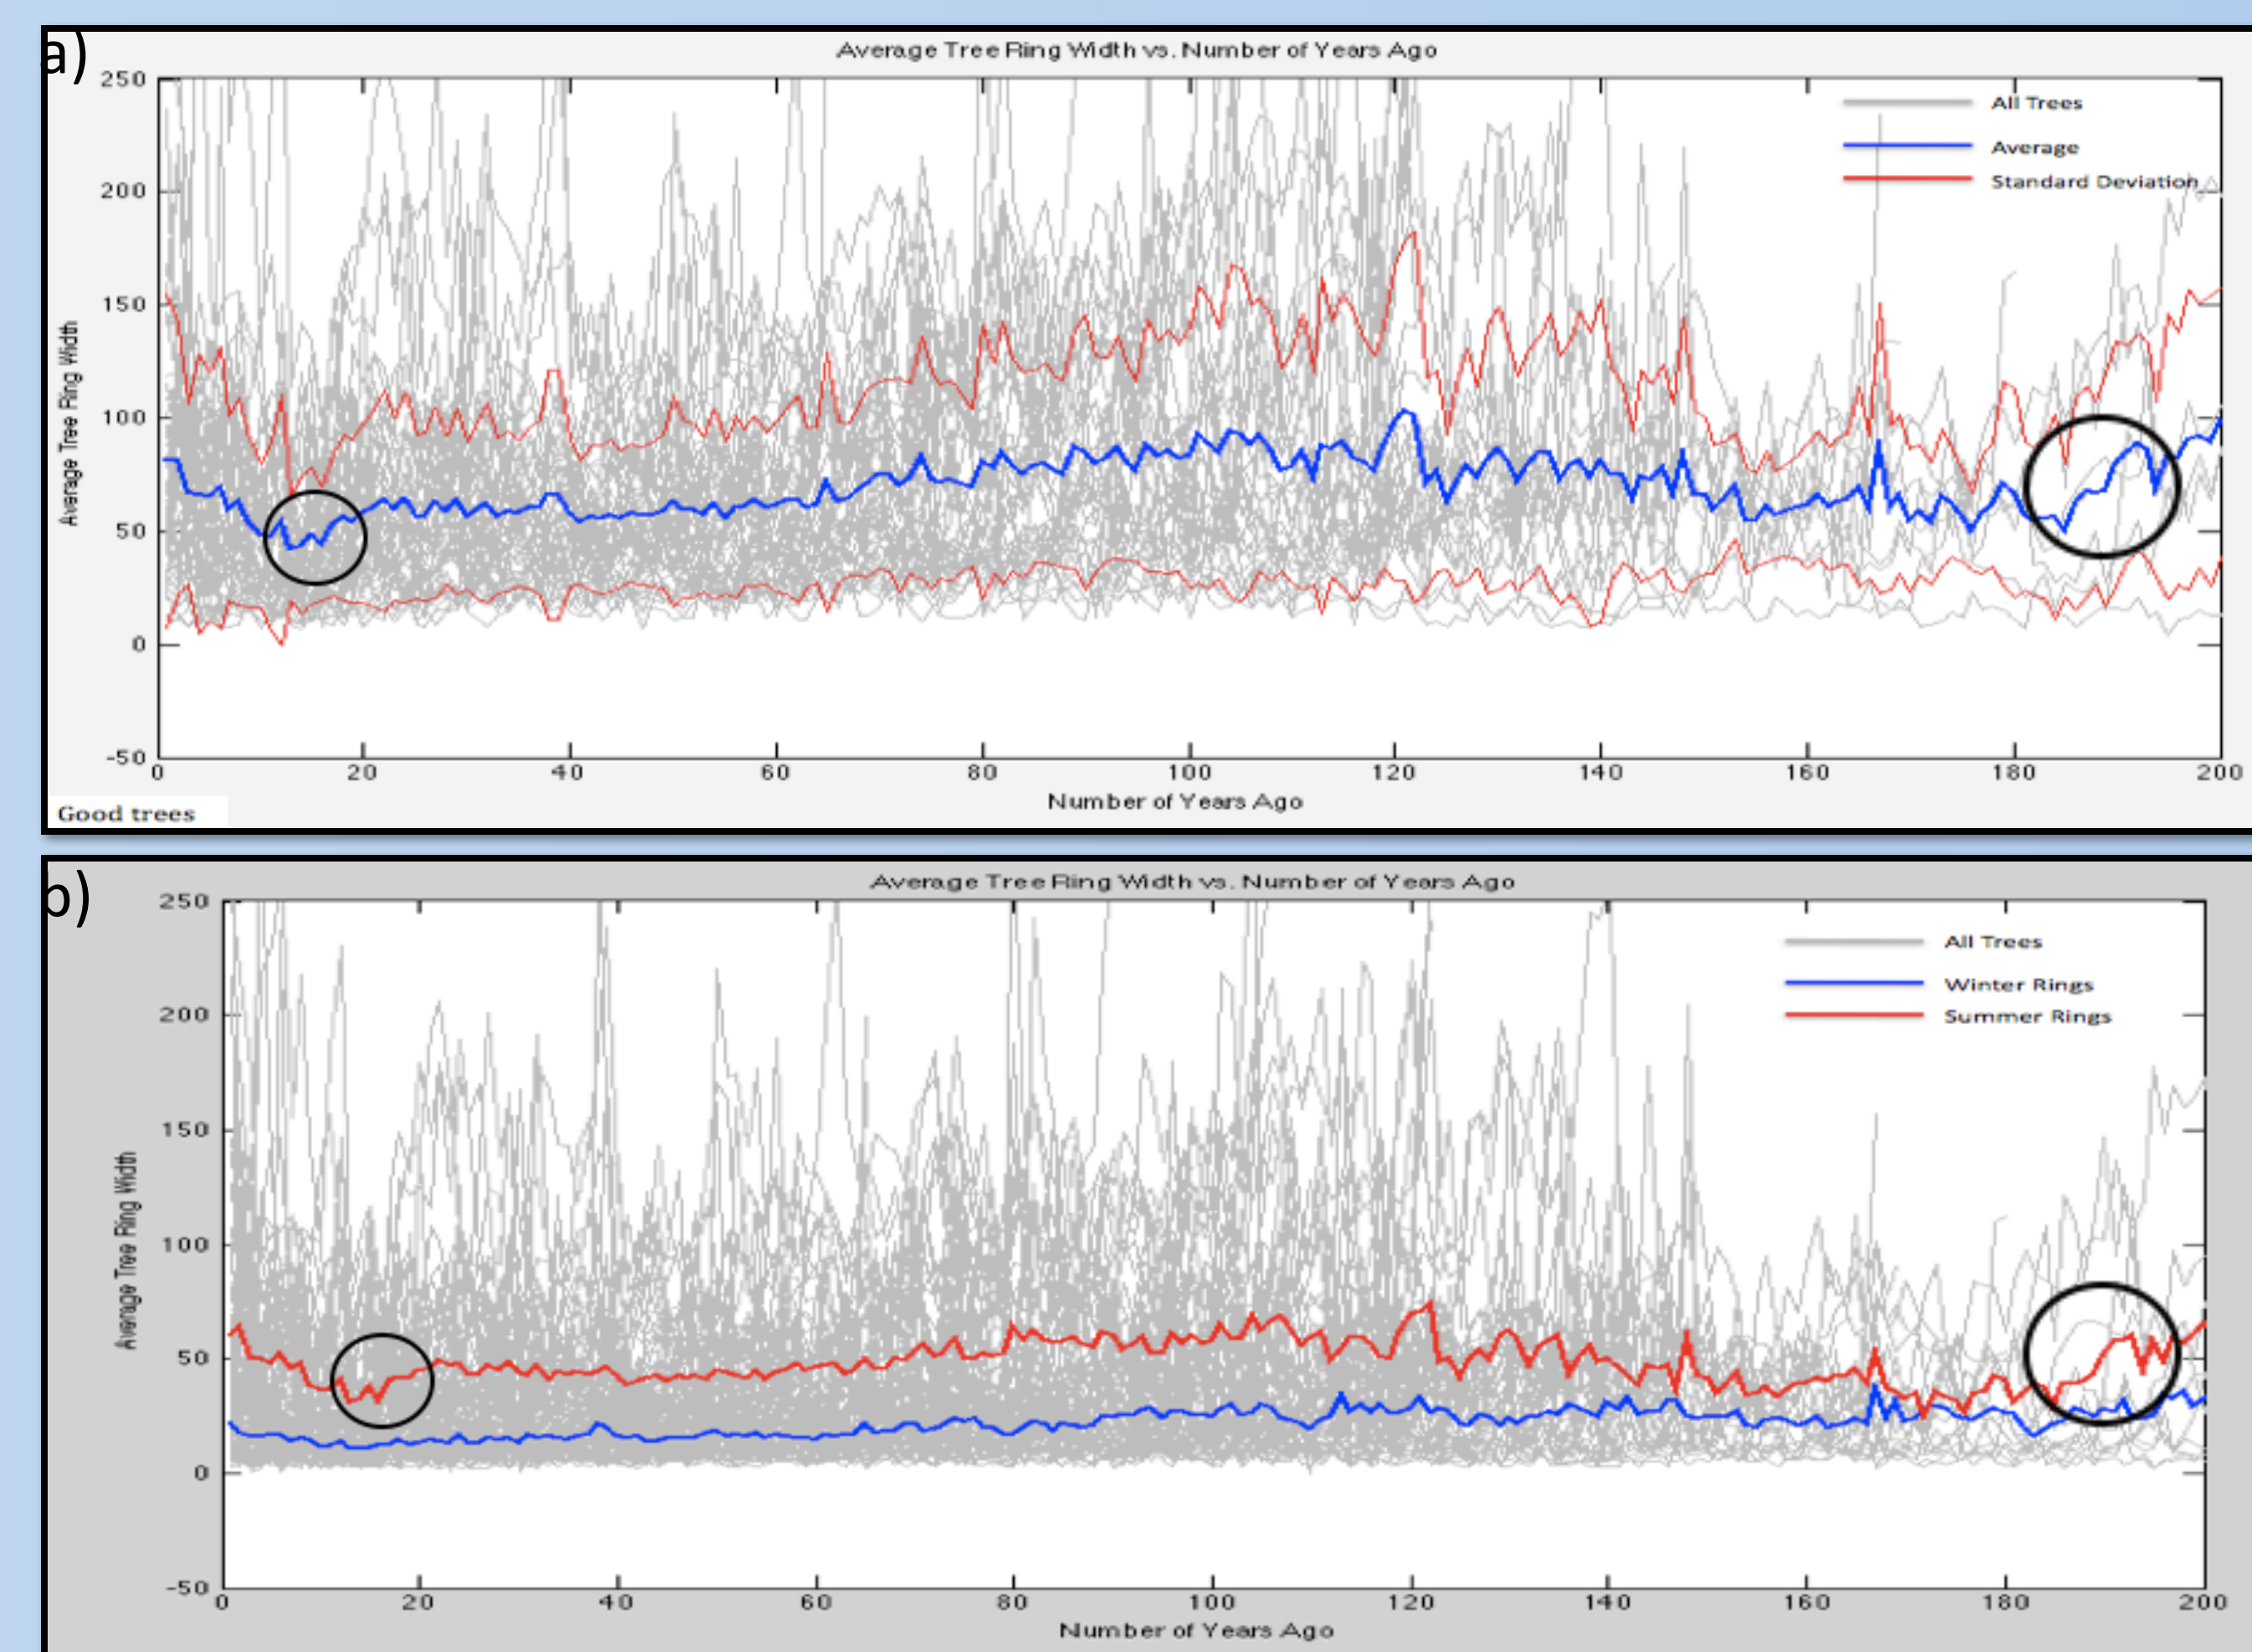 a)
Average Tree Ring Width vs. Number of Years Ago
250
200
150
100
50
0
-50
Average Tree Ring Width
All Trees
Average
Standard Deviation
0 20 40 60 80 100 120 140 160 180 200
Number of Years Ago
Good trees
b)
Average Tree Ring Width vs. Number of Years Ago
250
200
150
100
50
0
-50
Average Tree Ring Width
All Trees
Winter Rings
Summer Rings
0 20 40 60 80 100 120 140 160 180 200
Number of Years Ago